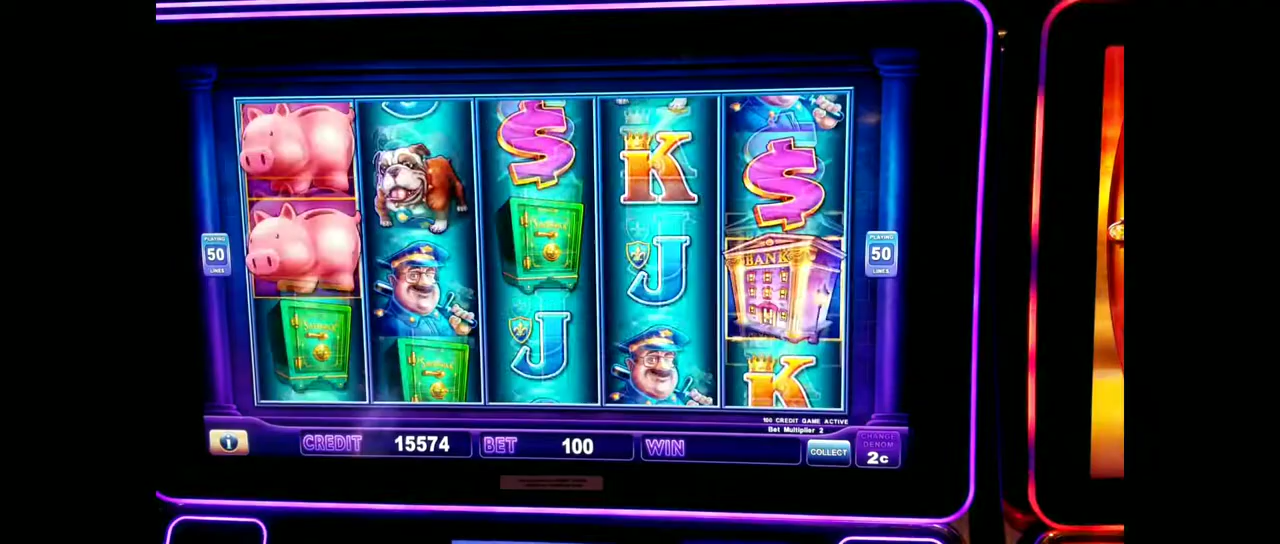 $
K
$
PLAYING
50
LINES
J
BANK
PLAYING
50
LINES
J
K
100 CREDIT GAME ACTIVE
Bet Multiplier 2
i
CREDIT 15574
BET 100
WIN
COLLECT
CHANGE
DENOM
2c